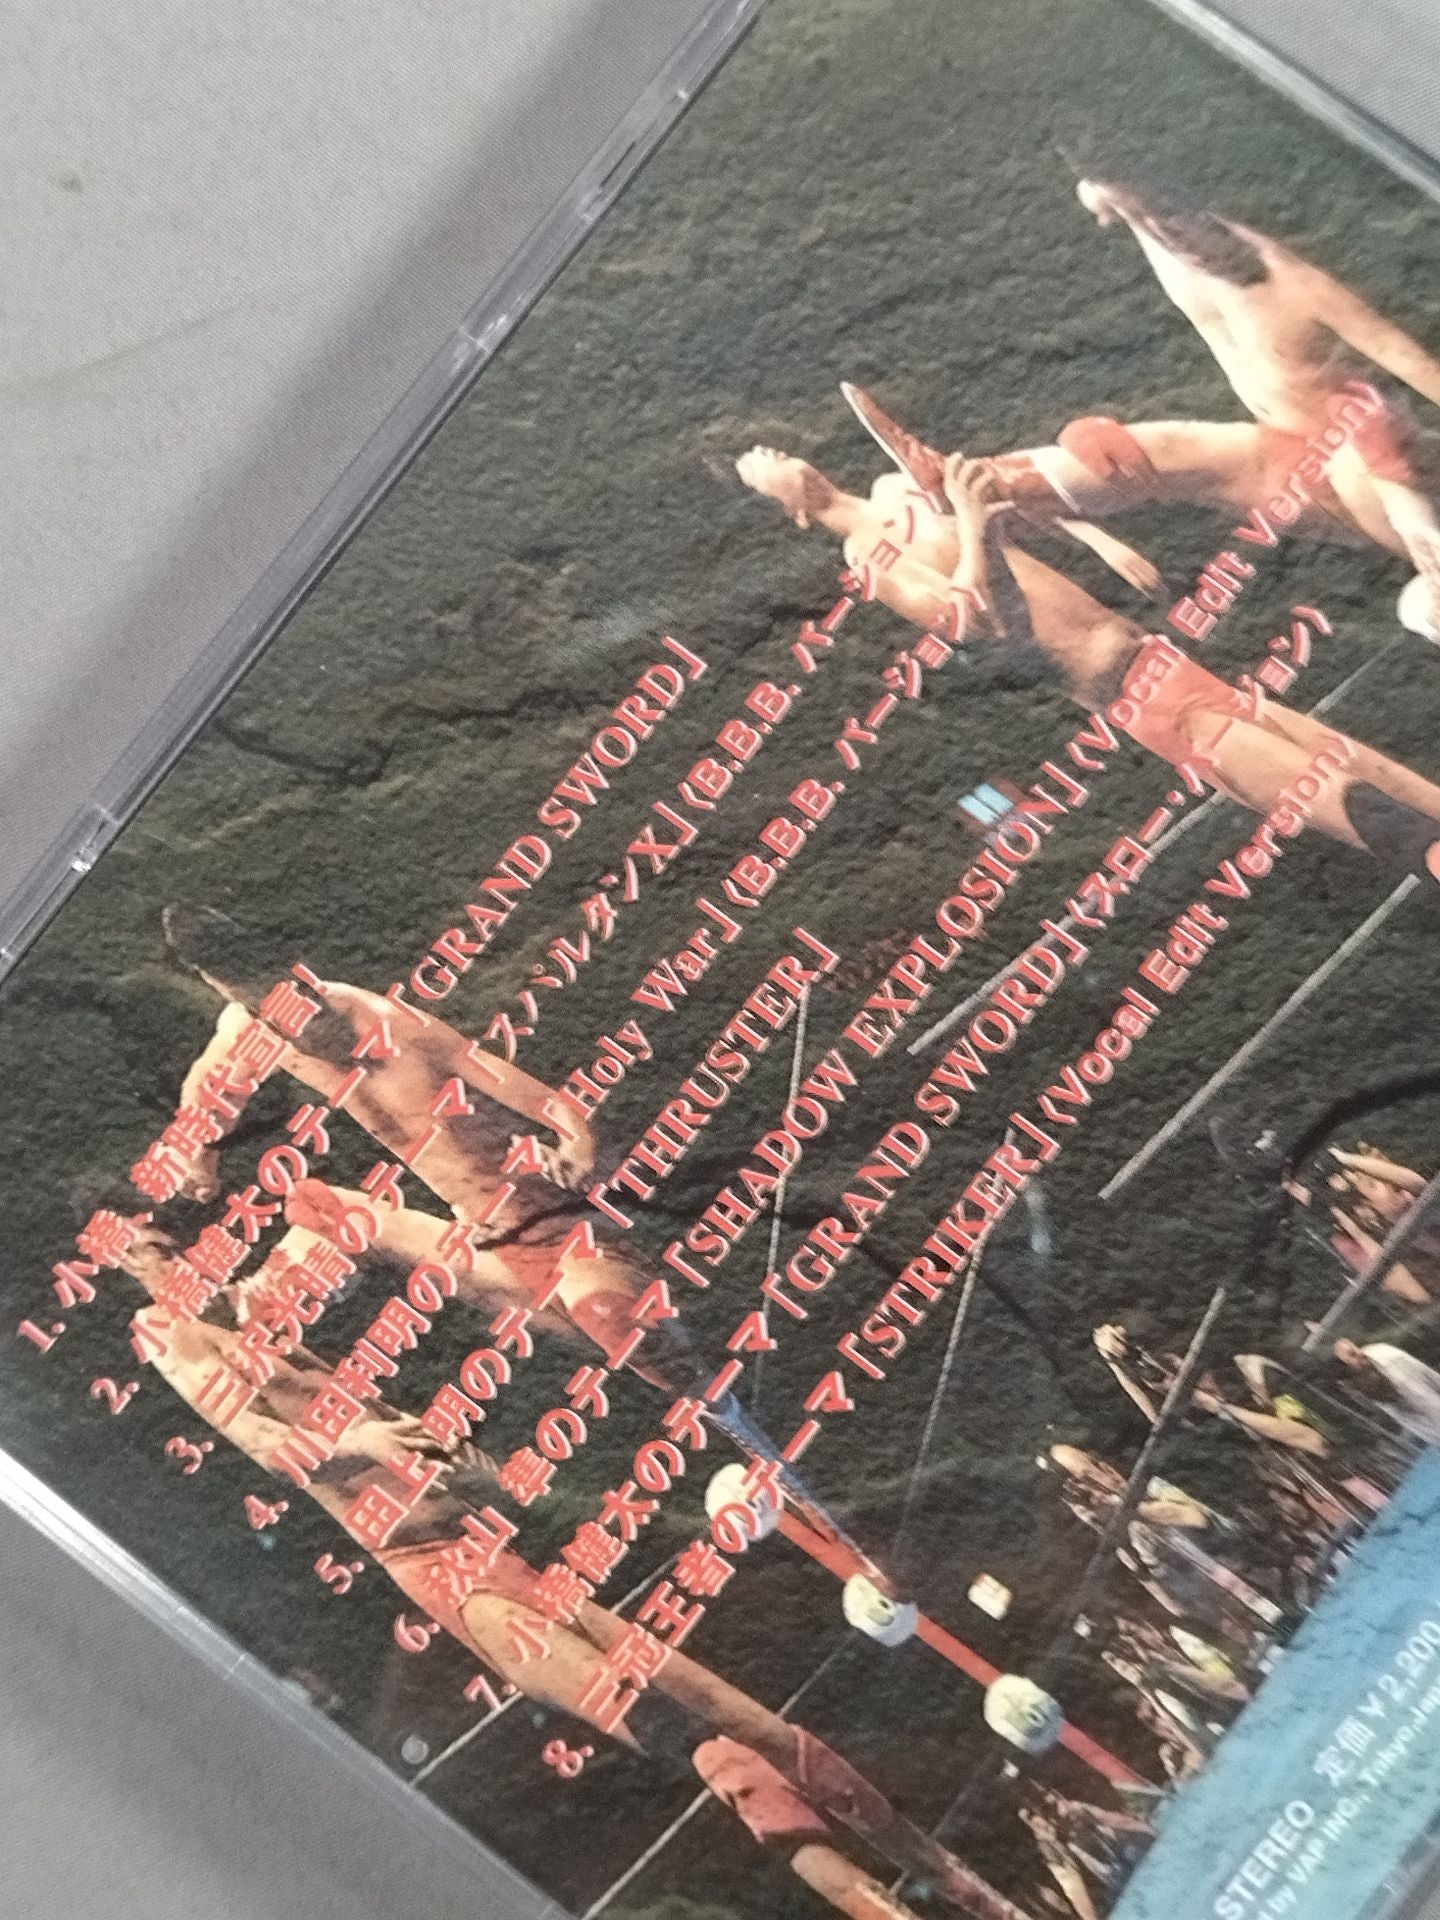 1. 小橋、新時代宣言!
2. 小橋健太のテーマ「GRAND SWORD」
3. 三沢光晴のテーマ「スパルタンX」(B.B.B. バージョン)
4. 川田利明のテーマ「Holy War」(B.B.B. バージョン)
5. 田上 明のテーマ「THRUSTER」
6. 秋山 準のテーマ「SHADOW EXPLOSION」(Vocal Edit Version)
7. 小橋健太のテーマ「GRAND SWORD」(スロー・バージョン)
8. 三冠王者のテーマ「STRIKER」(Vocal Edit Version)
STEREO 定価 ¥2,200
by VAP INC., Tokyo, Japa